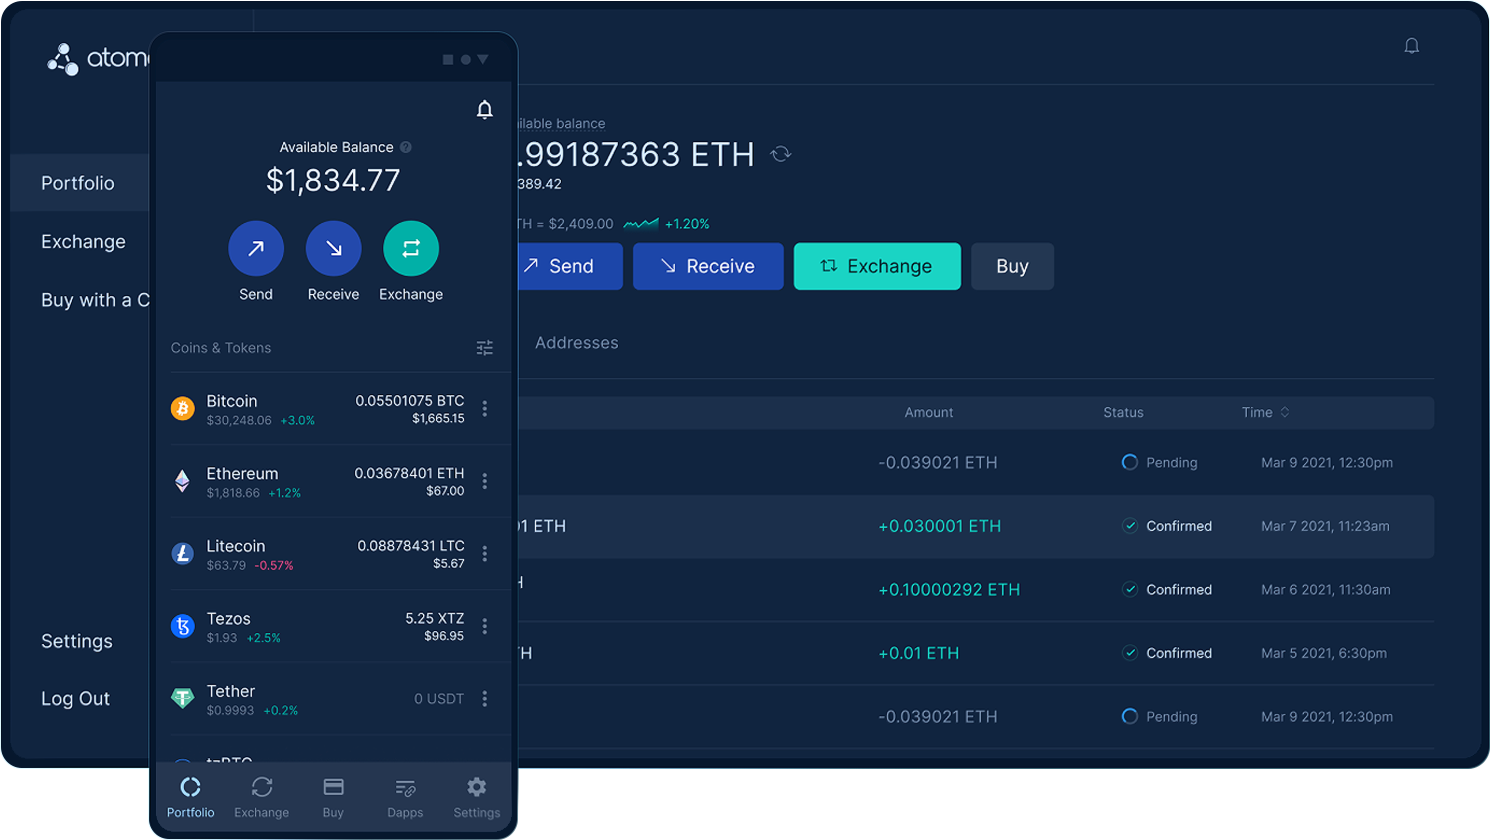 atom
Portfolio
Exchange
Buy with a C
Settings
Log Out
Available Balance ?
$1,834.77
Send
Receive
Exchange
Coins & Tokens
Bitcoin
0.05501075 BTC
$30,248.06 +3.0%
$1,665.15
Ethereum
0.03678401 ETH
$1,818.66 +1.2%
$67.00
Litecoin
0.08878431 LTC
$63.79 -0.57%
$5.67
Tezos
5.25 XTZ
$1.93 +2.5%
$96.95
Tether
0 USDT
$0.9993 +0.2%
tzBTC
Portfolio
Exchange
Buy
Dapps
Settings
ilable balance
.99187363 ETH
389.42
TH = $2,409.00 +1.20%
Send
Receive
Exchange
Buy
Addresses
Amount Status Time
-0.039021 ETH Pending Mar 9 2021, 12:30pm
01 ETH +0.030001 ETH Confirmed Mar 7 2021, 11:23am
H +0.10000292 ETH Confirmed Mar 6 2021, 11:30am
TH +0.01 ETH Confirmed Mar 5 2021, 6:30pm
-0.039021 ETH Pending Mar 9 2021, 12:30pm